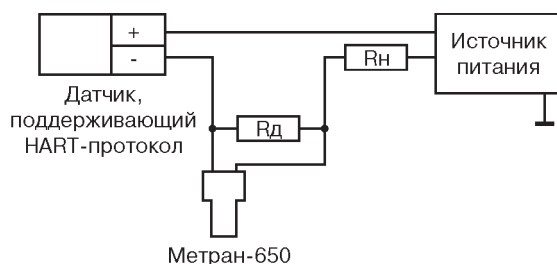 +
-
Датчик,
поддерживающий
HART-протокол
Rд
Rн
Источник
питания
Метран-650